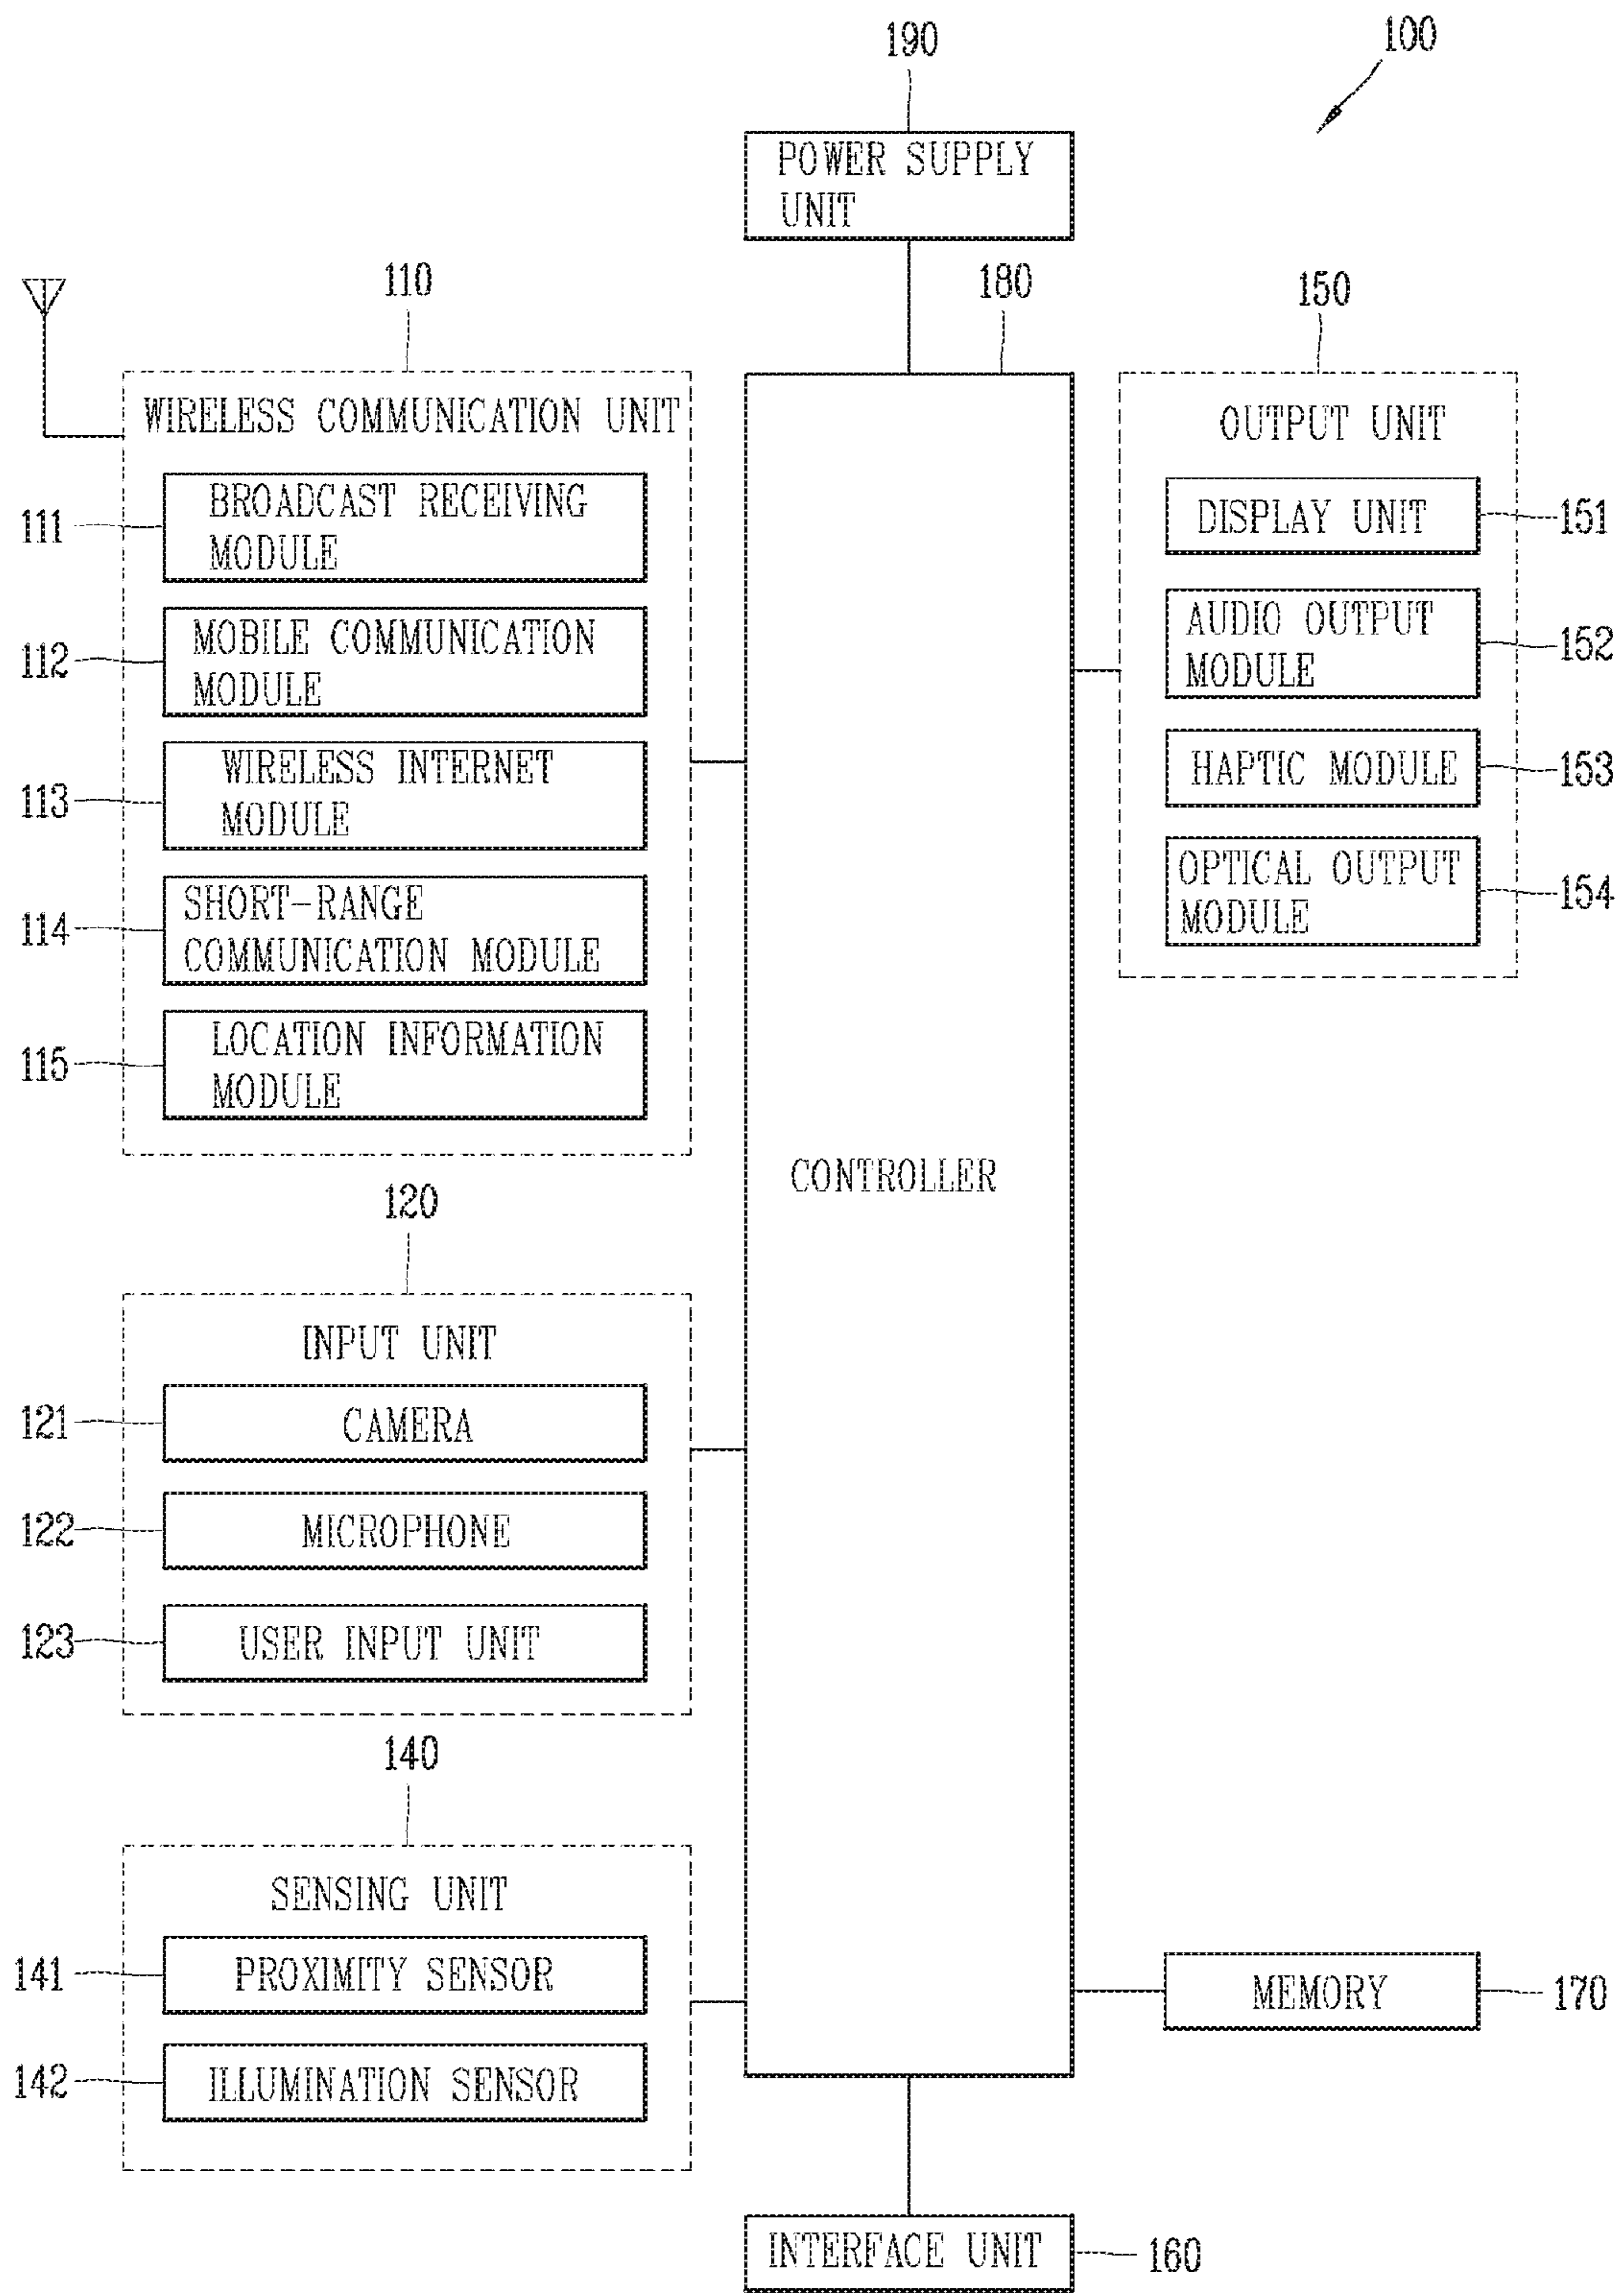 190
100
POWER SUPPLY
UNIT
110
180
150
WIRELESS COMMUNICATION UNIT
111
BROADCAST RECEIVING
MODULE
112
MOBILE COMMUNICATION
MODULE
113
WIRELESS INTERNET
MODULE
114
SHORT-RANGE
COMMUNICATION MODULE
115
LOCATION INFORMATION
MODULE
OUTPUT UNIT
DISPLAY UNIT
151
AUDIO OUTPUT
MODULE
152
HAPTIC MODULE
153
OPTICAL OUTPUT
MODULE
154
CONTROLLER
120
INPUT UNIT
121
CAMERA
122
MICROPHONE
123
USER INPUT UNIT
140
SENSING UNIT
141
PROXIMITY SENSOR
142
ILLUMINATION SENSOR
MEMORY
170
INTERFACE UNIT
160